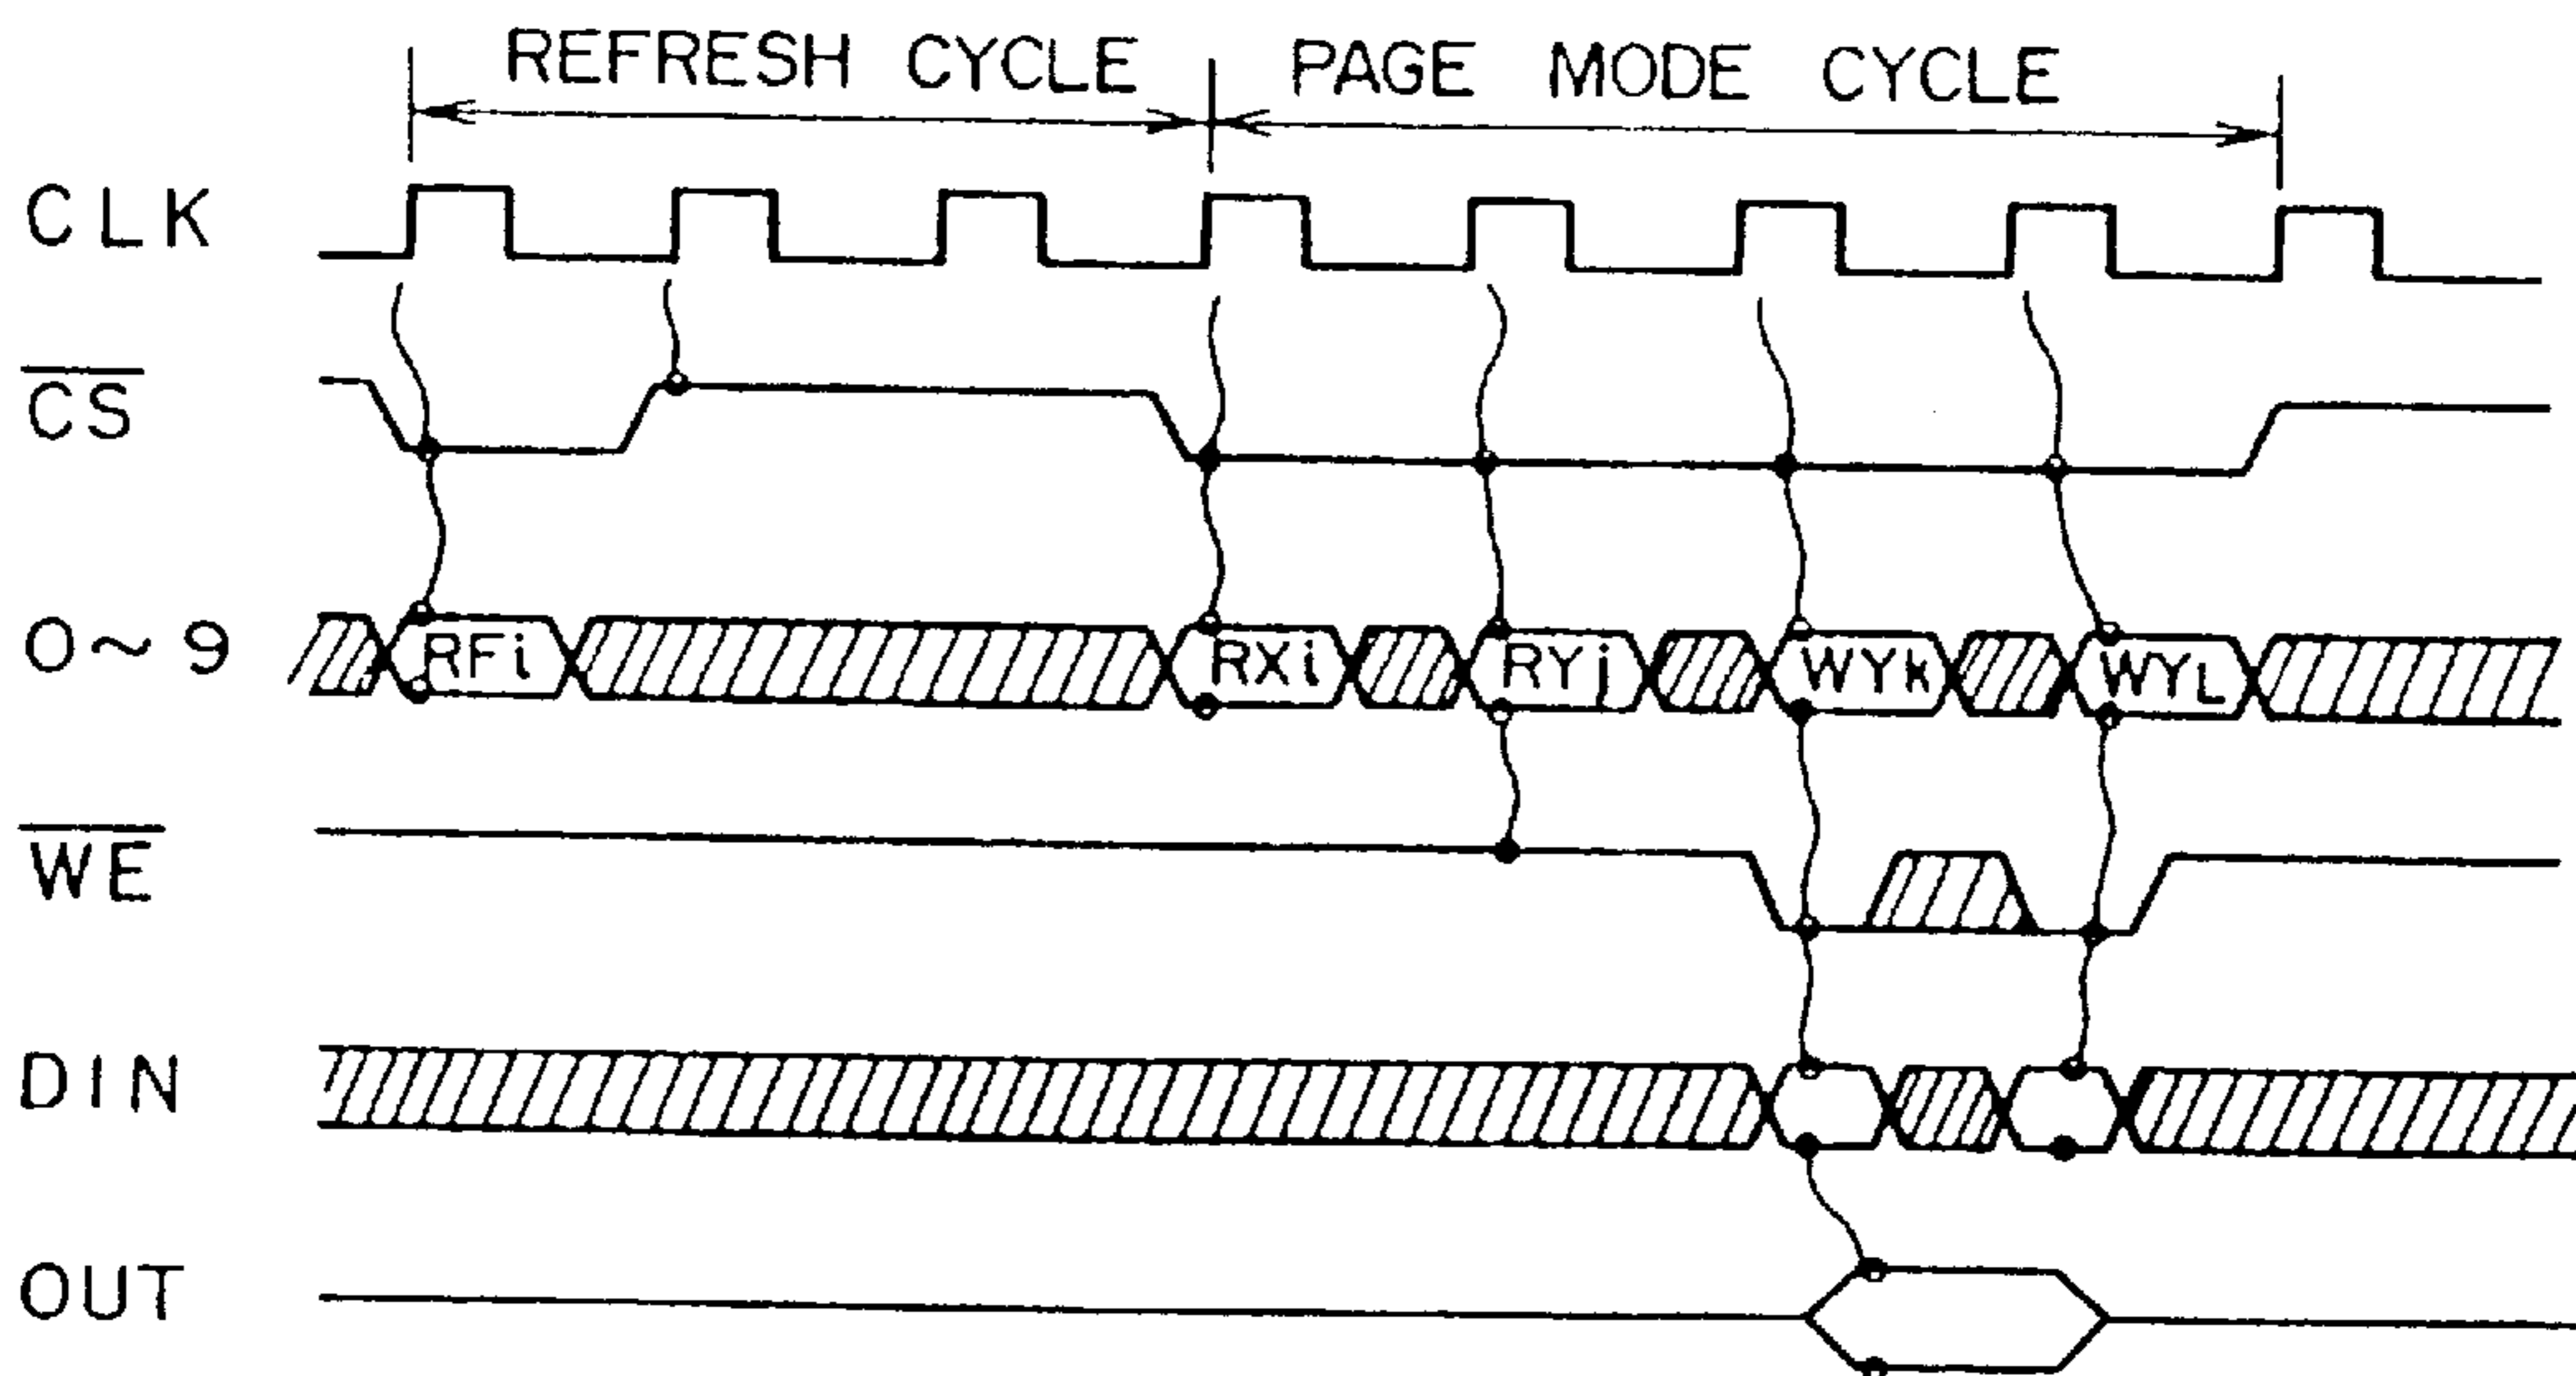 REFRESH CYCLE PAGE MODE CYCLE
CLK
CS
0~9 RFi RXi RYj WYk WYL
WE
DIN
OUT